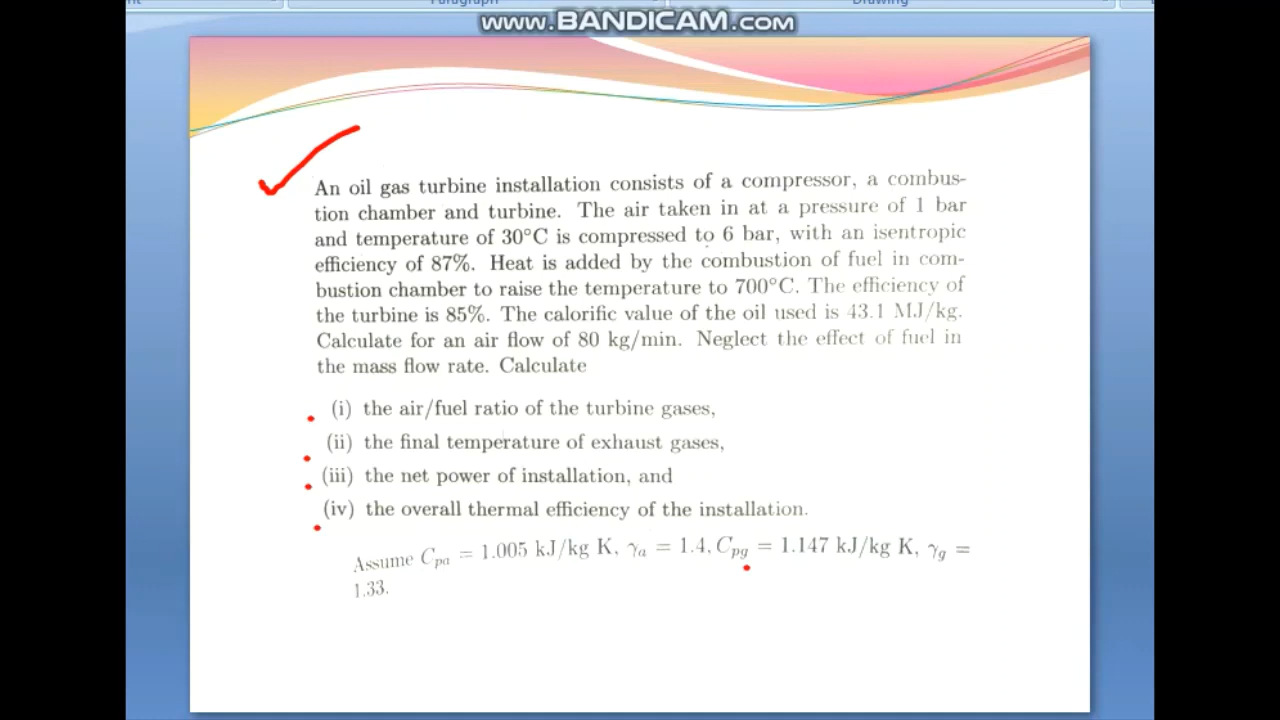 Paragraph
Drawing
www.BANDICAM.com
An oil gas turbine installation consists of a compressor, a combus-
tion chamber and turbine. The air taken in at a pressure of 1 bar
and temperature of 30°C is compressed to 6 bar, with an isentropic
efficiency of 87%. Heat is added by the combustion of fuel in com-
bustion chamber to raise the temperature to 700°C. The efficiency of
the turbine is 85%. The calorific value of the oil used is 43.1 MJ/kg.
Calculate for an air flow of 80 kg/min. Neglect the effect of fuel in
the mass flow rate. Calculate
(i) the air/fuel ratio of the turbine gases,
(ii) the final temperature of exhaust gases,
(iii) the net power of installation, and
(iv) the overall thermal efficiency of the installation.
Assume Cpa = 1.005 kJ/kg K, γa = 1.4, Cpg = 1.147 kJ/kg K, γg =
1.33.